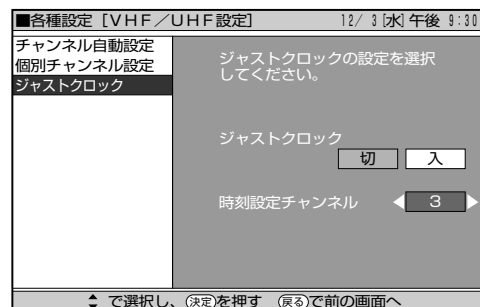 ■各種設定［VHF／UHF設定］ 12/ 3[水]午後 9:30
チャンネル自動設定
個別チャンネル設定
ジャストクロック
ジャストクロックの設定を選択
してください。
ジャストクロック
切 入
時刻設定チャンネル 3
で選択し、決定を押す 戻るで前の画面へ